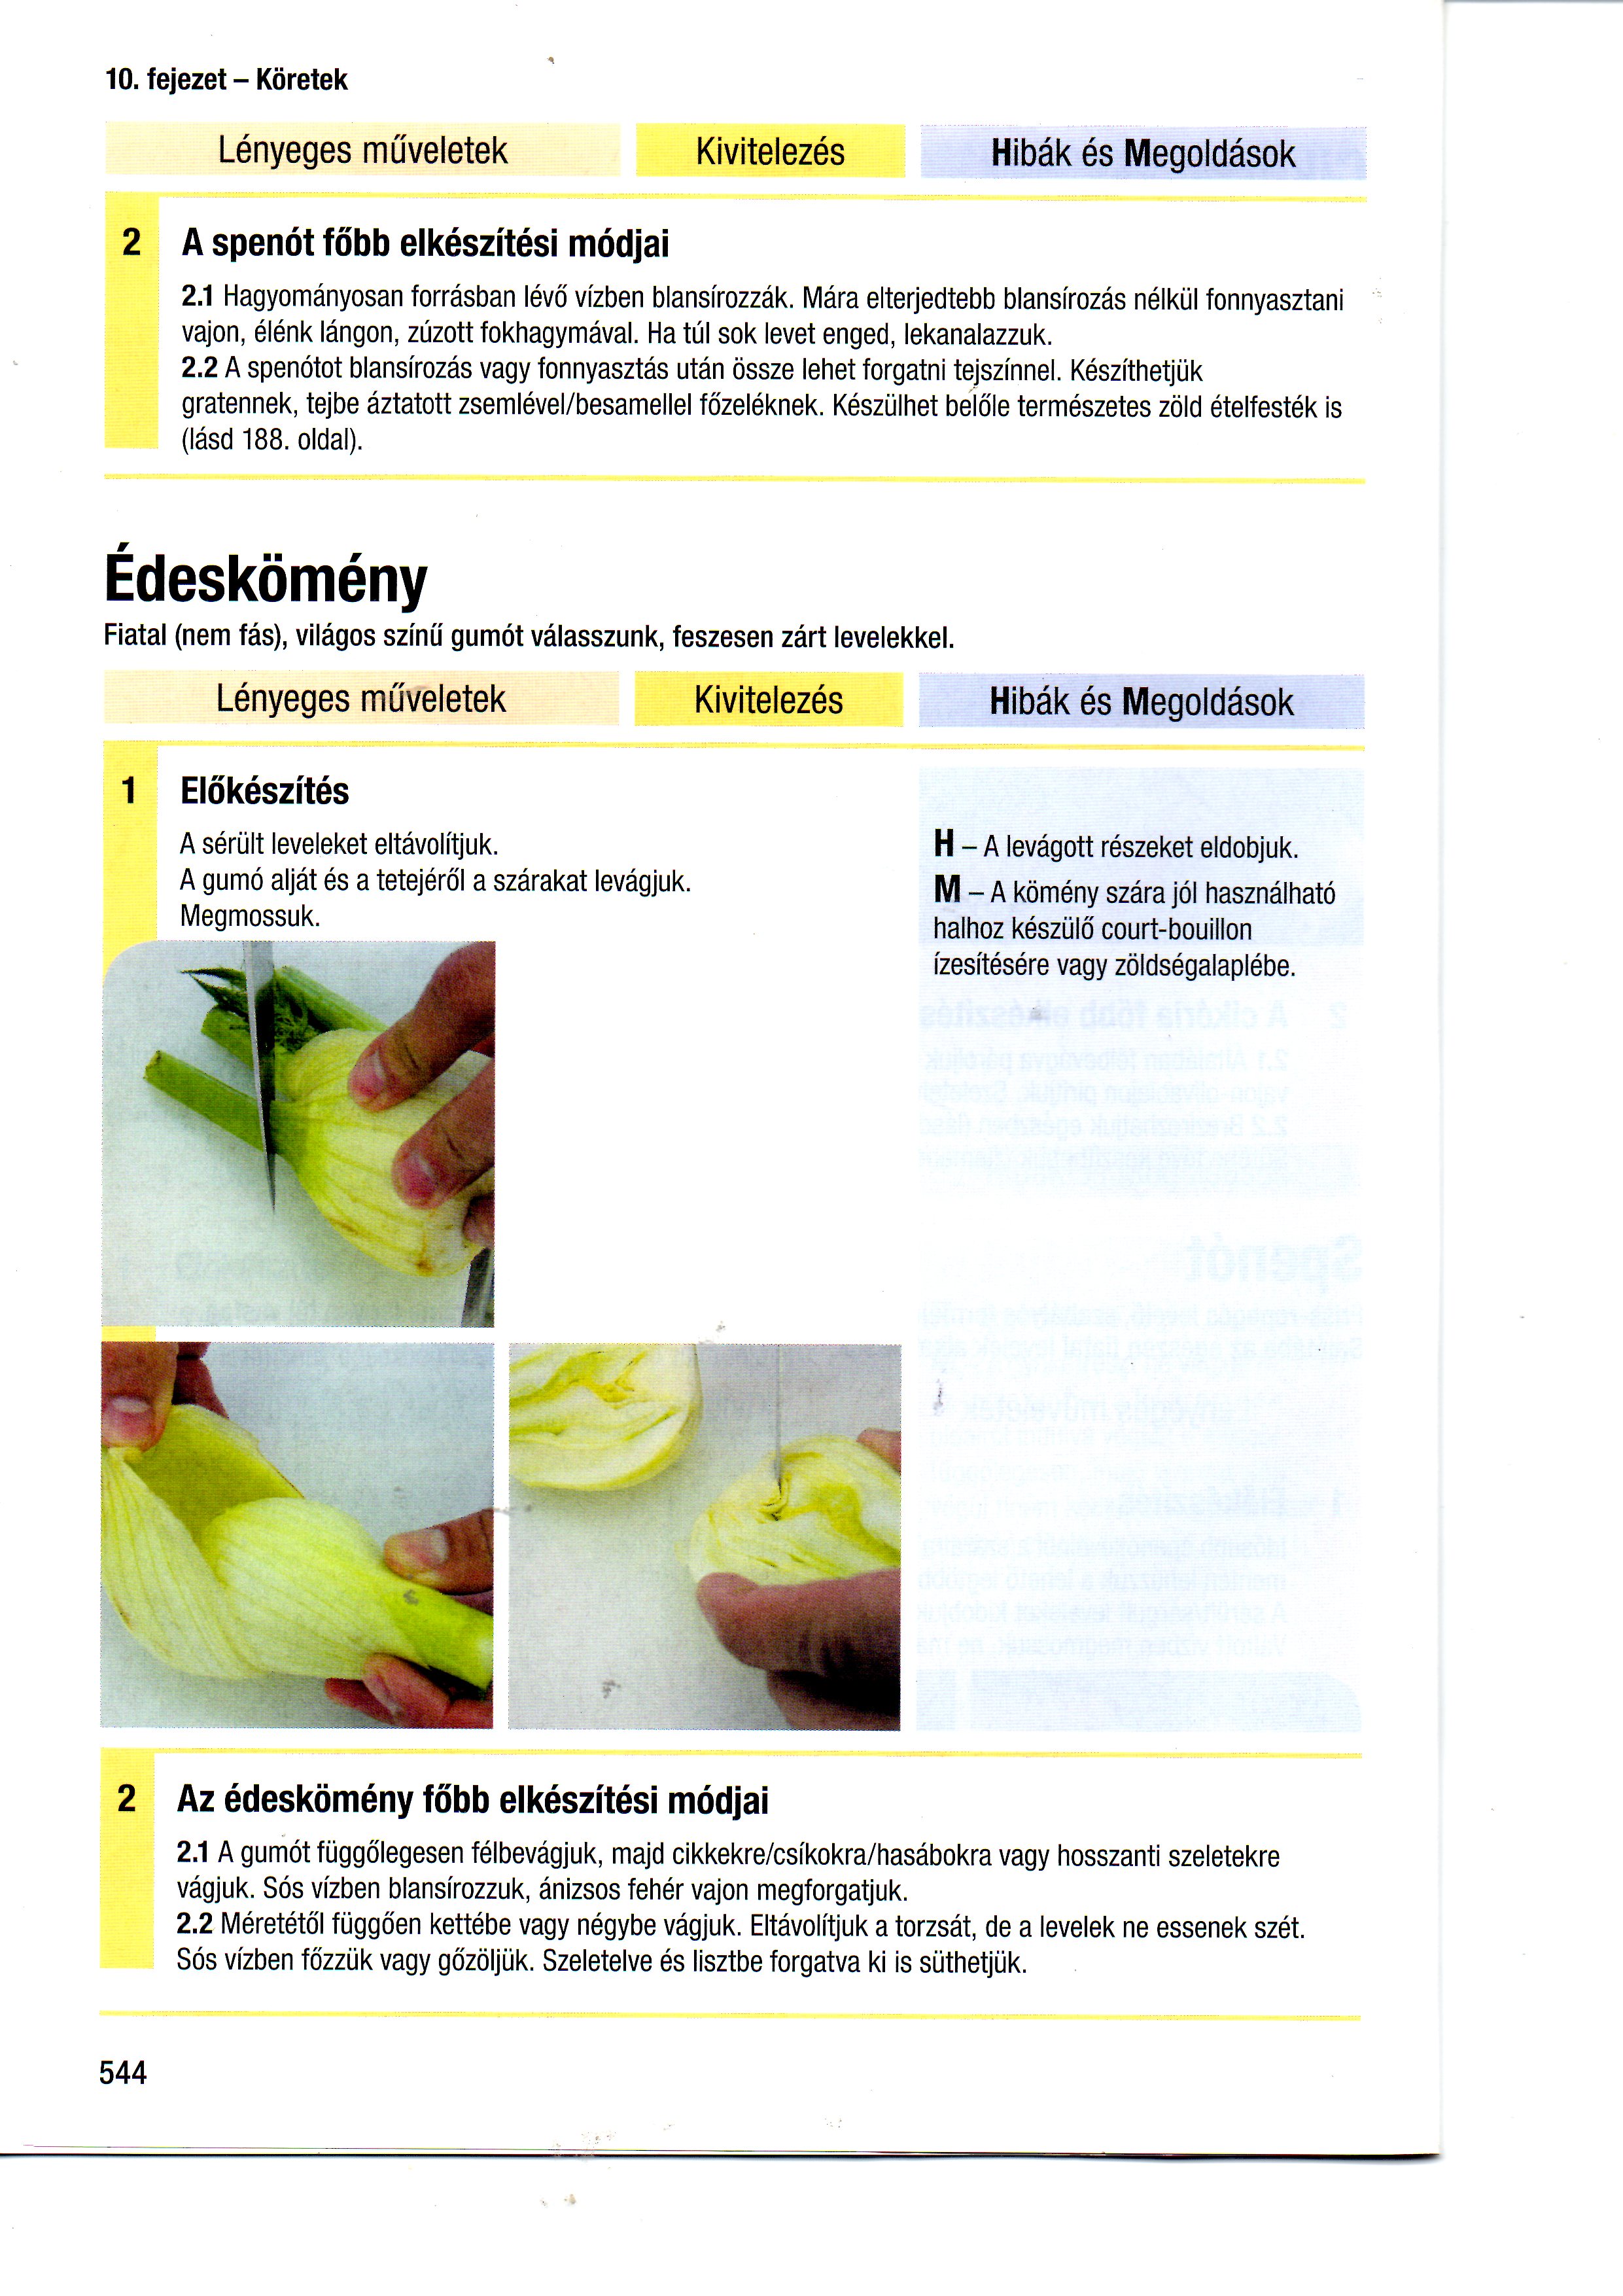 10. fejezet – Köretek
Lényeges műveletek
Kivitelezés
Hibák és Megoldások
2 A spenót főbb elkészítési módjai
2.1 Hagyományosan forrásban lévő vízben blansírozzák. Mára elterjedtebb blansírozás nélkül fonnyasztani
vajon, élénk lángon, zúzott fokhagymával. Ha túl sok levet enged, lekanalazzuk.
2.2 A spenótot blansírozás vagy fonnyasztás után össze lehet forgatni tejszínnel. Készíthetjük
gratennek, tejbe áztatott zsemlével/besamellel főzeléknek. Készülhet belőle természetes zöld ételfesték is
(lásd 188. oldal).
Édeskömény
Fiatal (nem fás), világos színű gumót válasszunk, feszesen zárt levelekkel.
Lényeges műveletek
Kivitelezés
Hibák és Megoldások
1 Előkészítés
A sérült leveleket eltávolítjuk.
A gumó alját és a tetejéről a szárakat levágjuk.
Megmossuk.
H – A levágott részeket eldobjuk.
M – A kömény szára jól használható
halhoz készülő court-bouillon
ízesítésére vagy zöldségalaplébe.
2 Az édeskömény főbb elkészítési módjai
2.1 A gumót függőlegesen félbevágjuk, majd cikkekre/csíkokra/hasábokra vagy hosszanti szeletekre
vágjuk. Sós vízben blansírozzuk, ánizsos fehér vajon megforgatjuk.
2.2 Méretétől függően kettébe vagy négybe vágjuk. Eltávolítjuk a torzsát, de a levelek ne essenek szét.
Sós vízben főzzük vagy gőzöljük. Szeletelve és lisztbe forgatva ki is süthetjük.
544